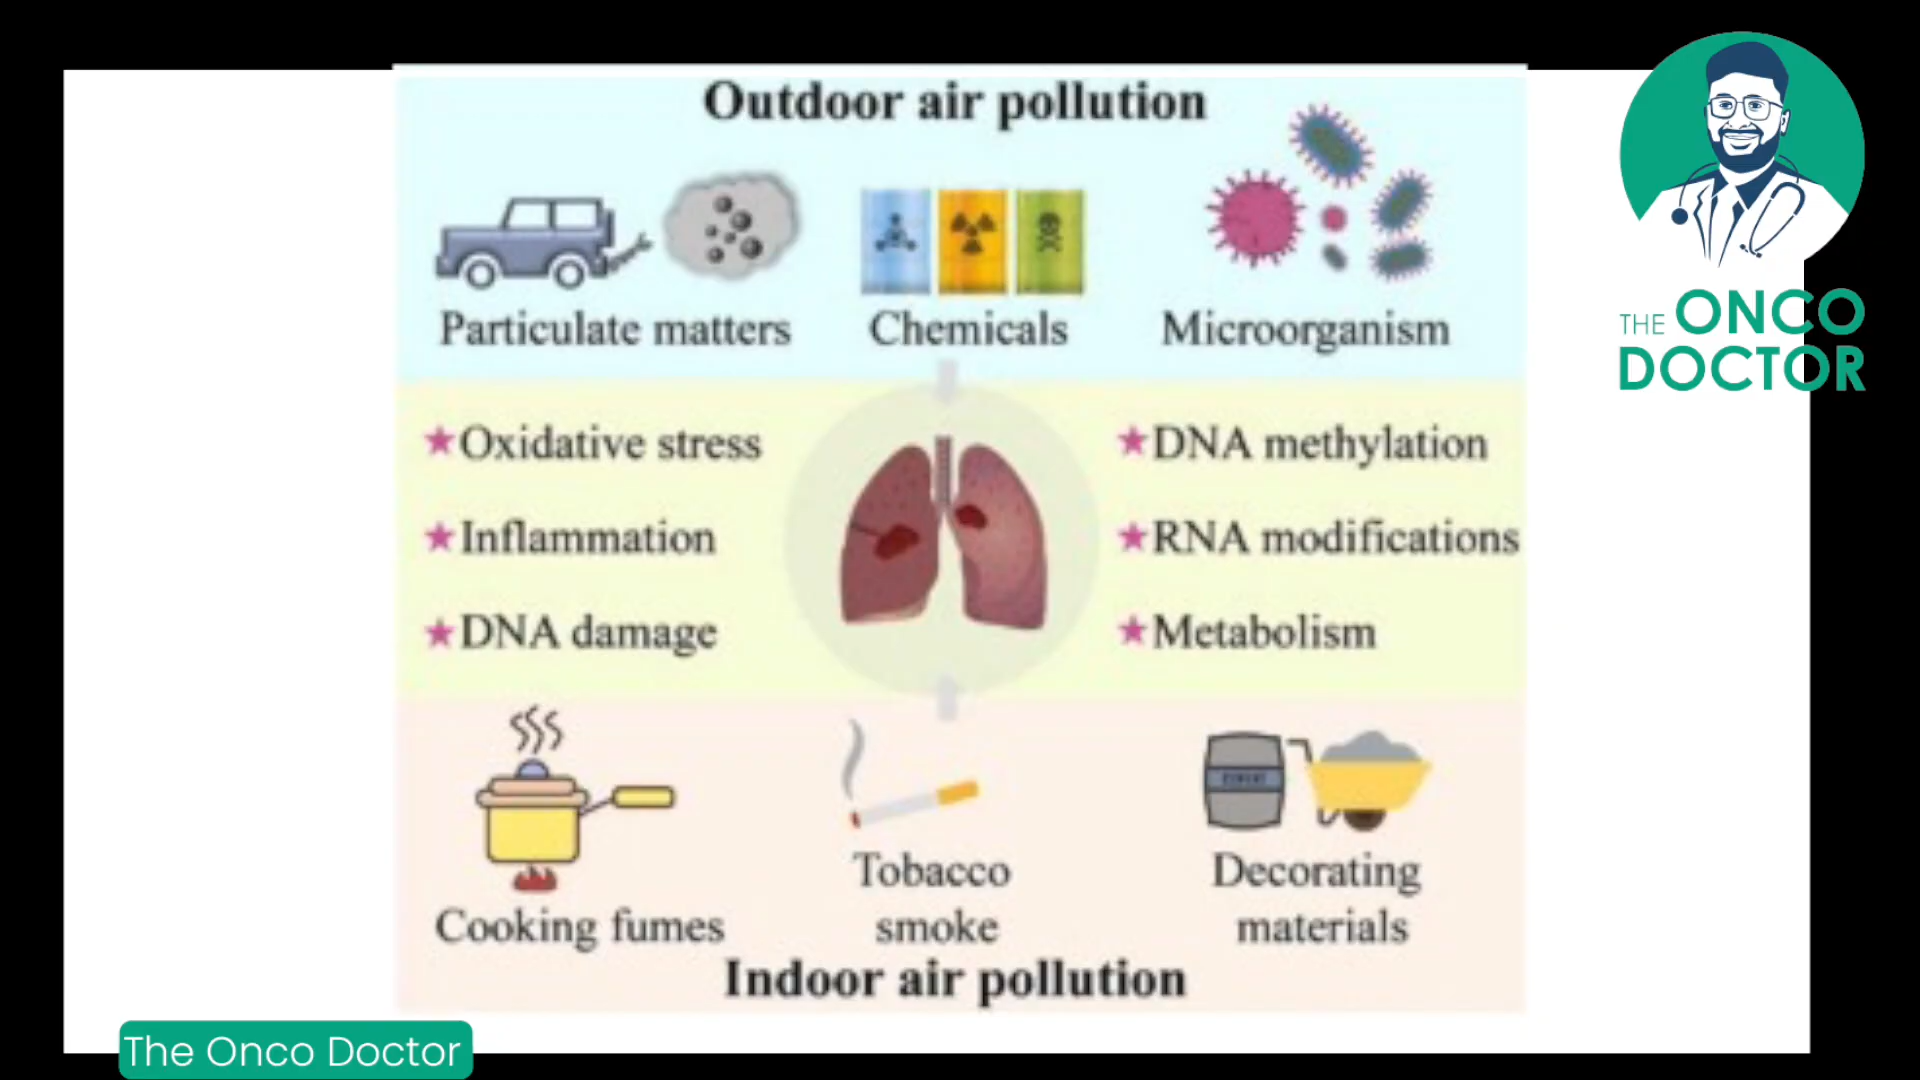 Outdoor air pollution
THE ONCO
DOCTOR
Particulate matters
Chemicals
Microorganism
Oxidative stress
DNA methylation
Inflammation
RNA modifications
DNA damage
Metabolism
Cooking fumes
Tobacco
smoke
Decorating
materials
Indoor air pollution
The Onco Doctor